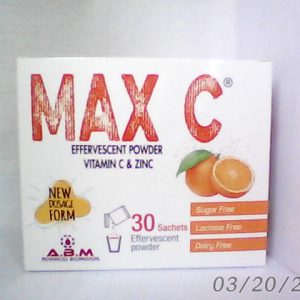 MAX C®
EFFERVESCENT POWDER
VITAMIN C & ZINC
NEW
DOSAGE
FORM
30 Sachets
Effervescent
powder
Sugar Free
Lactose Free
Dairy Free
A.B.M
03/20/2